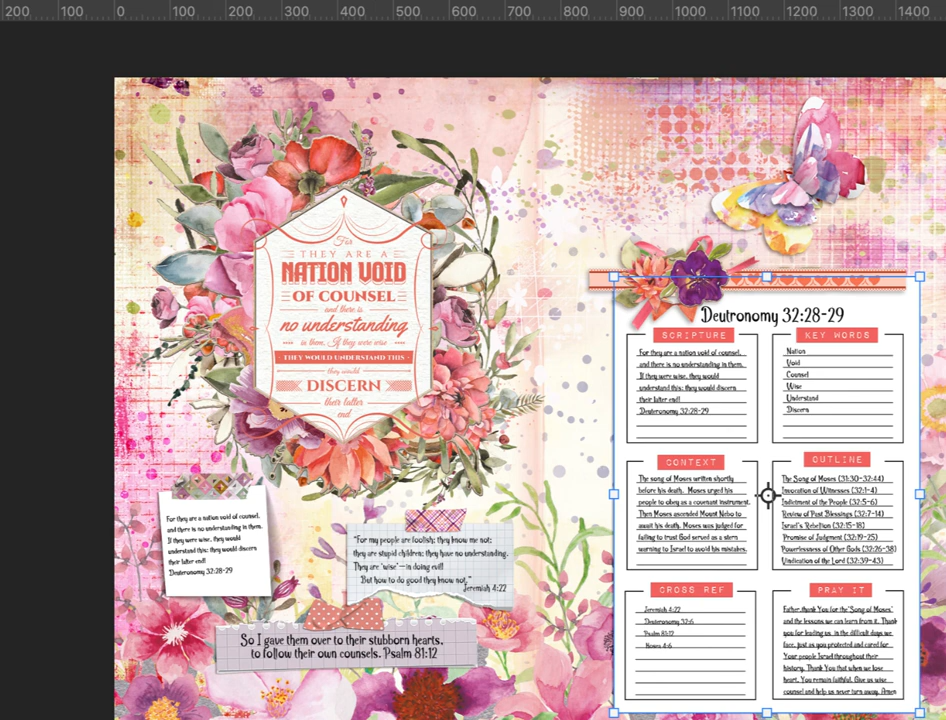 200 100 0 100 200 300 400 500 600 700 800 900 1000 1100 1200 1300 1400
For
THEY ARE A
NATION VOID
OF COUNSEL
and there is
no understanding
in them. If they were wise
THEY WOULD UNDERSTAND THIS
they would
DISCERN
their latter
end
Deutronomy 32:28-29
SCRIPTURE
For they are a nation void of counsel,
and there is no understanding in them.
If they were wise, they would
understand this; they would discern
their latter end!
Deuteronomy 32:28-29
KEY WORDS
Nation
Void
Counsel
Wise
Understand
Discern
CONTEXT
The song of Moses written shortly
before his death. Moses urged his
people to obey as a covenant instrument.
Then Moses ascended Mount Nebo to
await his death. Moses was judged for
failing to trust God served as a stern
warning to Israel to avoid his mistakes.
OUTLINE
The Song of Moses (31:30-32:44)
Invocation of Witnesses (32:1-4)
Indictment of the People (32:5-6)
Review of Past Blessings (32:7-14)
Israel's Rebellion (32:15-18)
Promise of Judgment (32:19-25)
Powerlessness of Other Gods (32:26-38)
Vindication of the Lord (32:39-43)
CROSS REF
Jeremiah 4:22
Deuteronomy 32:6
Psalm 81:12
Hosea 4:6
PRAY IT
Father, thank You for the 'Song of Moses'
and the lessons we can learn from it. Thank
you for leading us, in the difficult days we
face, just as you protected and cared for
Your people Israel throughout their
history. Thank You that when we lose
heart, You remain faithful. Give us wise
counsel and help us never turn away. Amen
For they are a nation void of counsel,
and there is no understanding in them.
If they were wise, they would
understand this; they would discern
their latter end!
Deuteronomy 32:28-29
"For my people are foolish; they know me not;
they are stupid children; they have no understanding.
They are 'wise'—in doing evil!
But how to do good they know not."
Jeremiah 4:22
So I gave them over to their stubborn hearts,
to follow their own counsels. Psalm 81:12